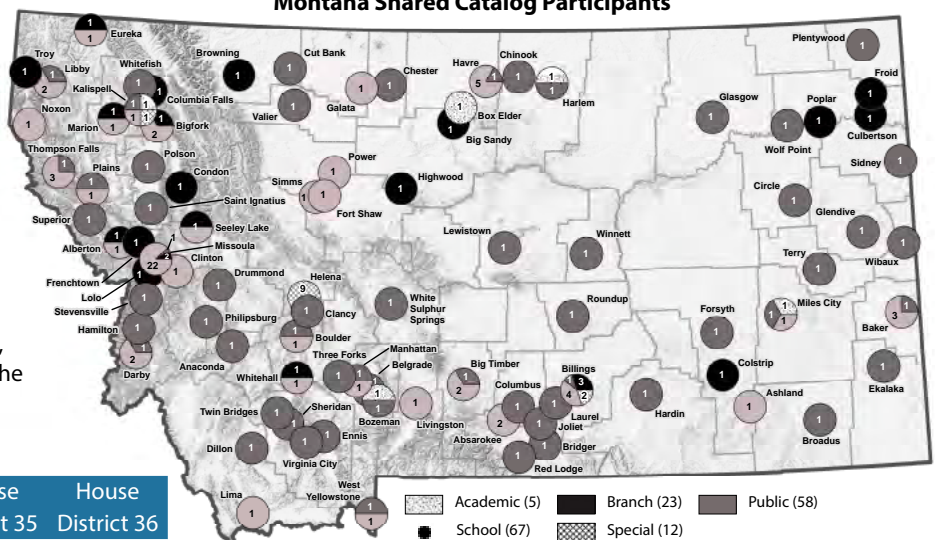 Montana Shared Catalog Participants
Eureka
Troy
Libby
Whitefish
Kalispell
Columbia Falls
Noxon
Marion
Bigfork
Browning
Cut Bank
Valier
Galata
Chester
Havre
Chinook
Harlem
Box Elder
Big Sandy
Plentywood
Froid
Glasgow
Poplar
Wolf Point
Culbertson
Sidney
Thompson Falls
Plains
Polson
Condon
Saint Ignatius
Superior
Seeley Lake
Alberton
Missoula
Clinton
Frenchtown
Lolo
Stevensville
Hamilton
Darby
Power
Simms
Fort Shaw
Highwood
Lewistown
Winnett
Circle
Glendive
Terry
Wibaux
Drummond
Helena
Philipsburg
Clancy
White
Sulphur
Springs
Anaconda
Boulder
Roundup
Forsyth
Miles City
Baker
Three Forks
Manhattan
Belgrade
Whitehall
Bozeman
Livingston
Big Timber
Columbus
Billings
Laurel
Joliet
Absarokee
Bridger
Red Lodge
Hardin
Colstrip
Ashland
Broadus
Ekalaka
Twin Bridges
Sheridan
Ennis
Dillon
Virginia City
Lima
West
Yellowstone
he
se House
t 35 District 36
Academic (5) Branch (23) Public (58)
School (67) Special (12)